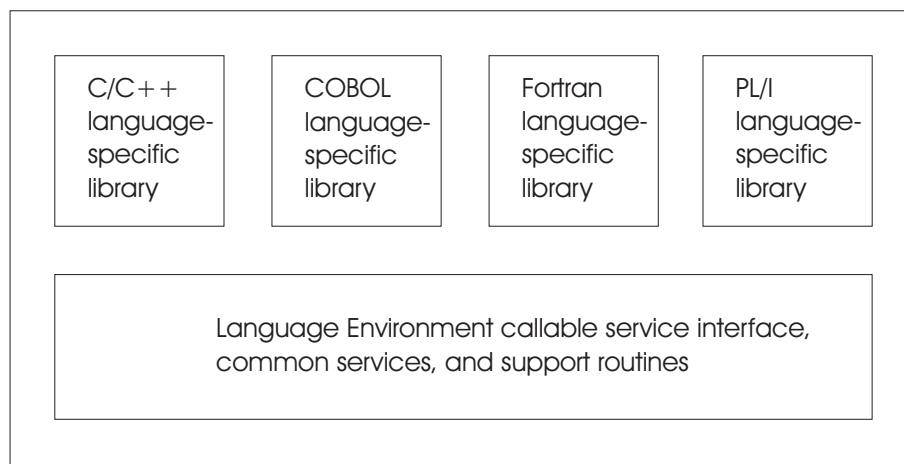 C/C++
language-
specific
library
COBOL
language-
specific
library
Fortran
language-
specific
library
PL/I
language-
specific
library
Language Environment callable service interface,
common services, and support routines